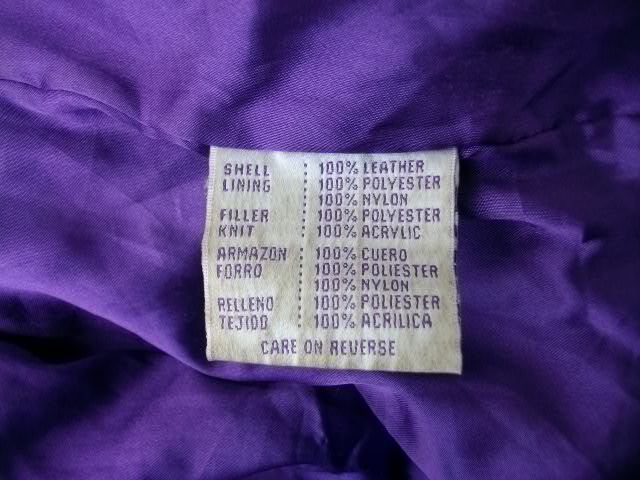 SHELL : 100% LEATHER
LINING : 100% POLYESTER
: 100% NYLON
FILLER : 100% POLYESTER
KNIT : 100% ACRYLIC
ARMAZON : 100% CUERO
FORRO : 100% POLIESTER
: 100% NYLON
RELLENO : 100% POLIESTER
TEJIDO : 100% ACRILICA
CARE ON REVERSE